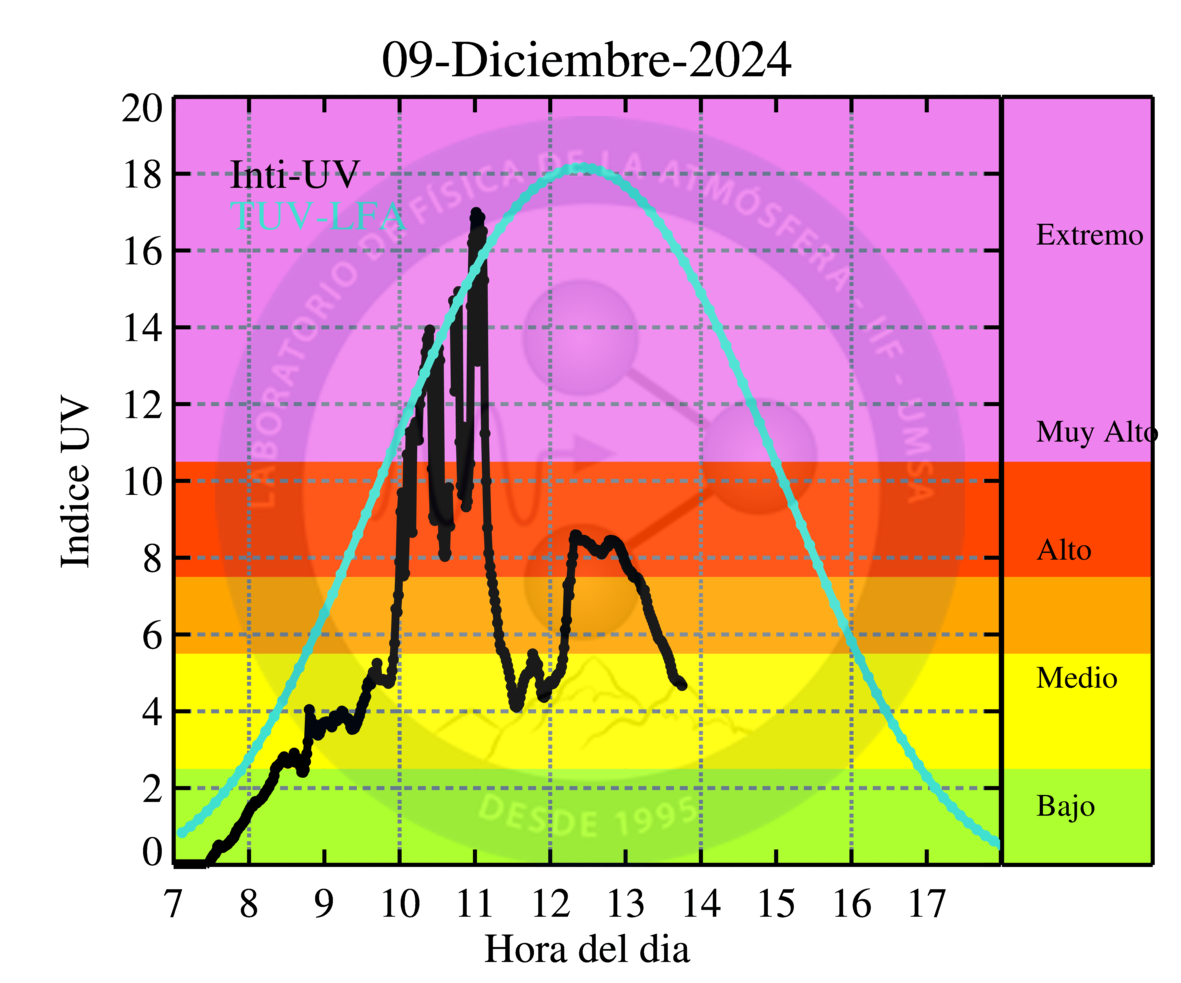 09-Diciembre-2024
20
18
16
14
12
10
8
6
4
2
0
Indice UV
Inti-UV
TUV-LFA
LABORATORIO DE FÍSICA DE LA ATMÓSFERA - IIF - UMSA
DESDE 1995
Extremo
Muy Alto
Alto
Medio
Bajo
7 8 9 10 11 12 13 14 15 16 17
Hora del dia